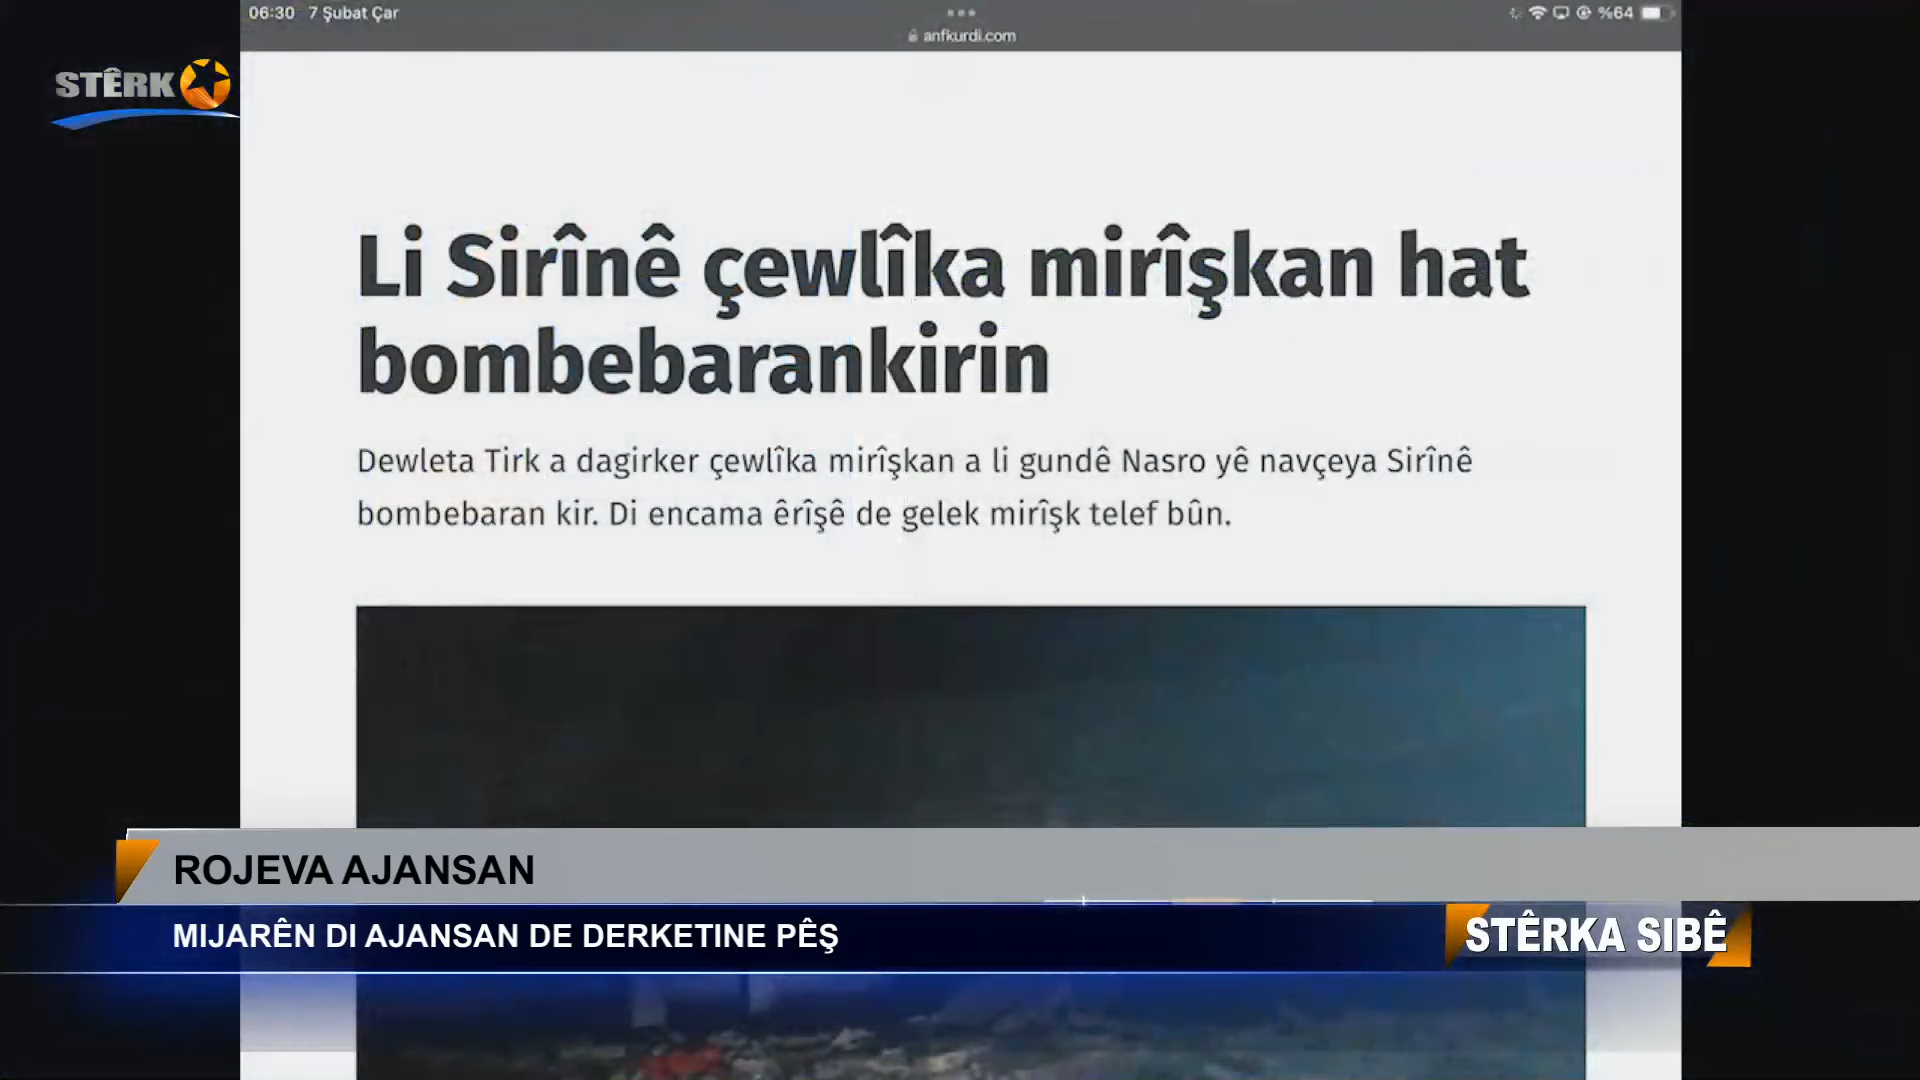 06:30 7 Şubat Çar
%64
anfkurdi.com
STÊRK
Li Sirînê çewlîka mirîşkan hat
bombebarankirin
Dewleta Tirk a dagirker çewlîka mirîşkan a li gundê Nasro yê navçeya Sirînê
bombebaran kir. Di encama êrîşê de gelek mirîşk telef bûn.
ROJEVA AJANSAN
MIJARÊN DI AJANSAN DE DERKETINE PÊŞ
STÊRKA SIBÊ